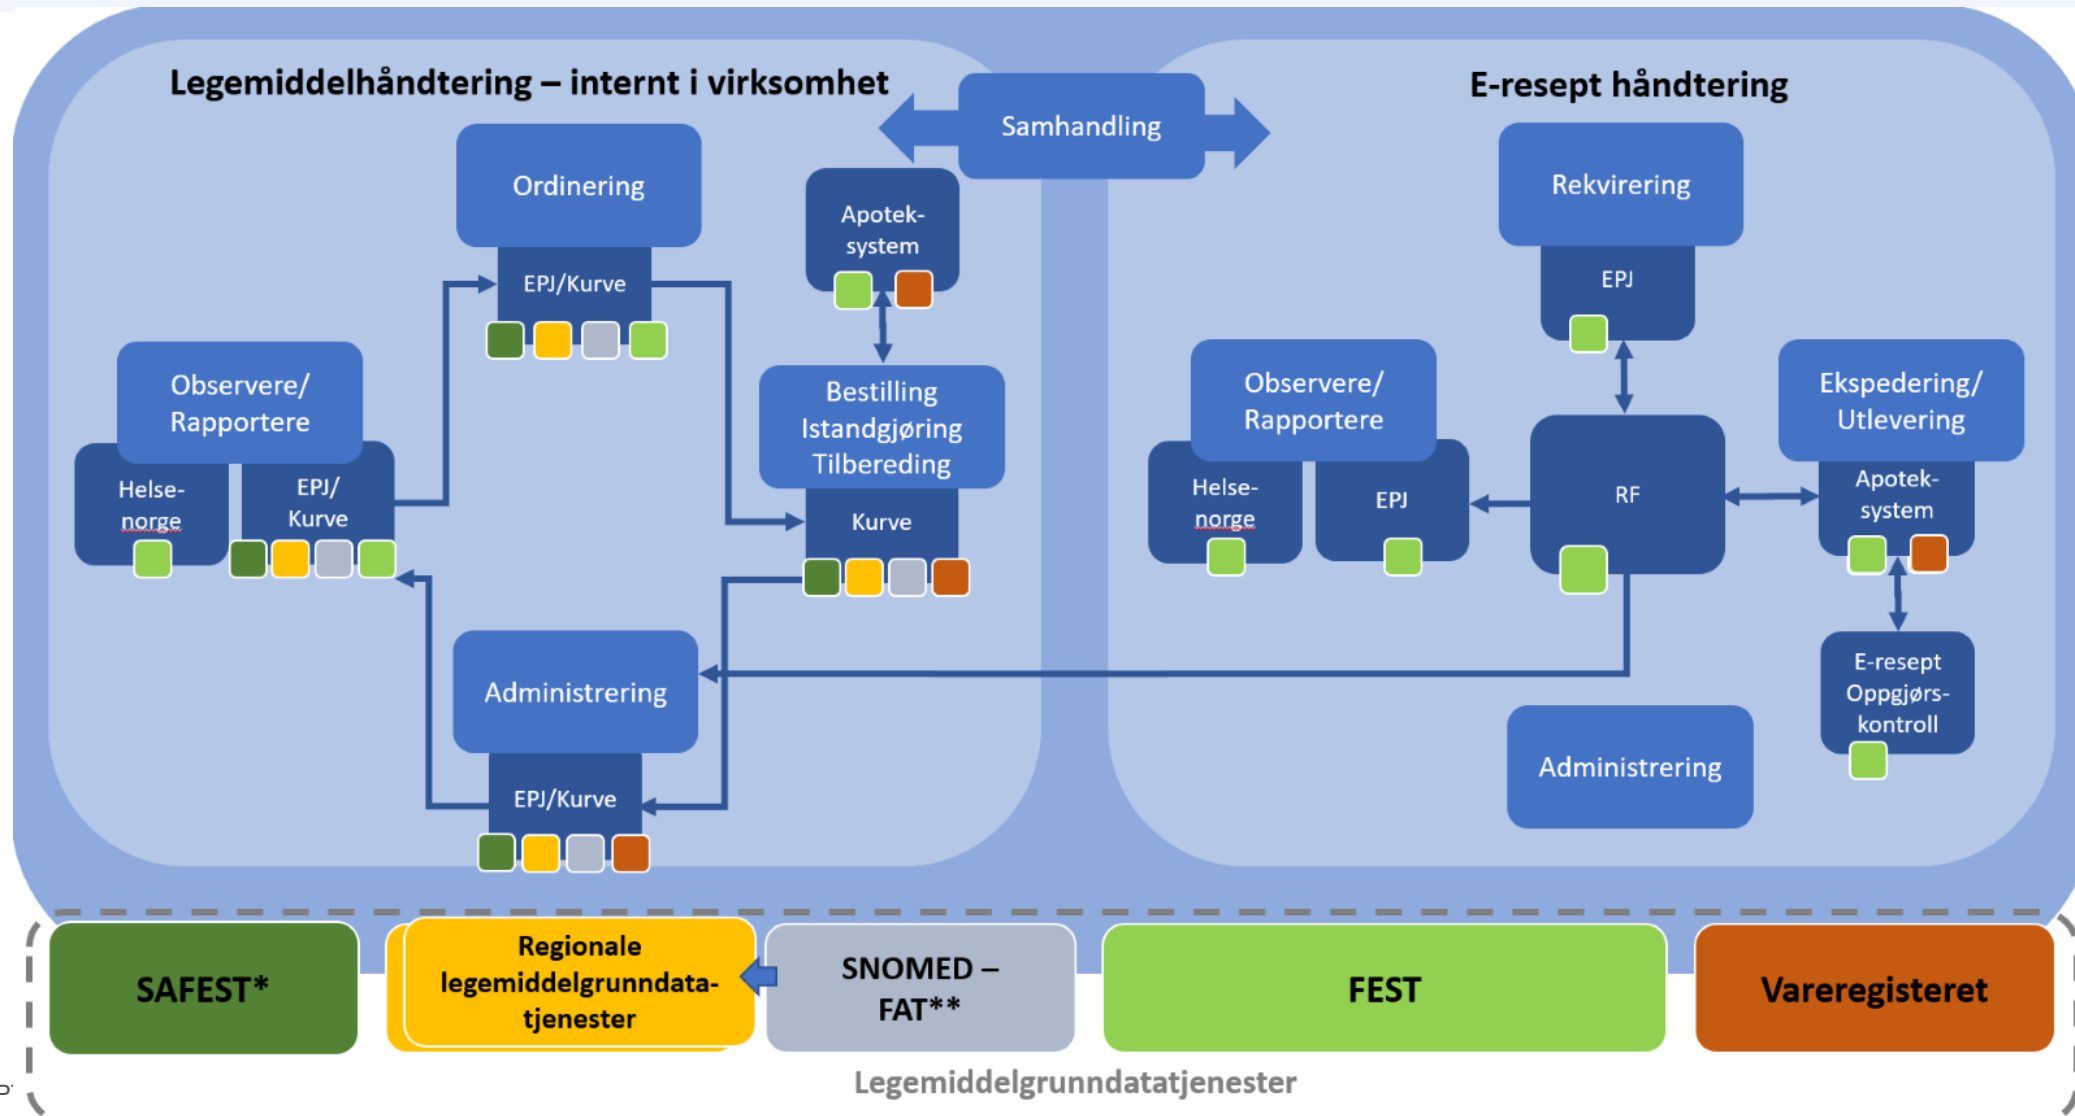 Legemiddelhåndtering – internt i virksomhet
Samhandling
E-resept håndtering
Ordinering
EPJ/Kurve
Apotek-
system
Observere/
Rapportere
Helse-
norge
EPJ/
Kurve
Bestilling
Istandgjøring
Tilbereding
Kurve
Administrering
EPJ/Kurve
Rekvirering
EPJ
Observere/
Rapportere
Helse-
norge
EPJ
RF
Ekspedering/
Utlevering
Apotek-
system
E-resept
Oppgjørs-
kontroll
Administrering
SAFEST*
Regionale
legemiddelgrunndata-
tjenester
SNOMED –
FAT**
FEST
Vareregisteret
Legemiddelgrunndatatjenester